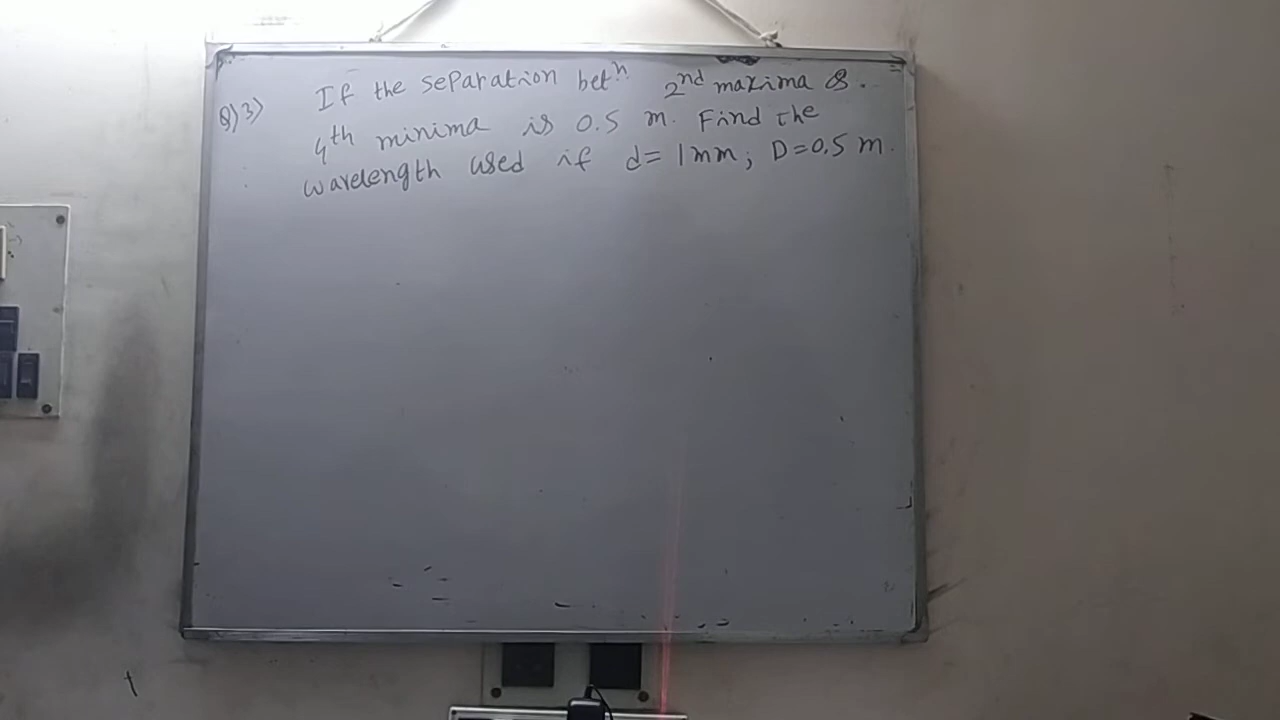 Q)3) If the separation betn 2nd maxima &
4th minima is 0.5 m. Find the
wavelength used if d=1mm; D=0.5 m.